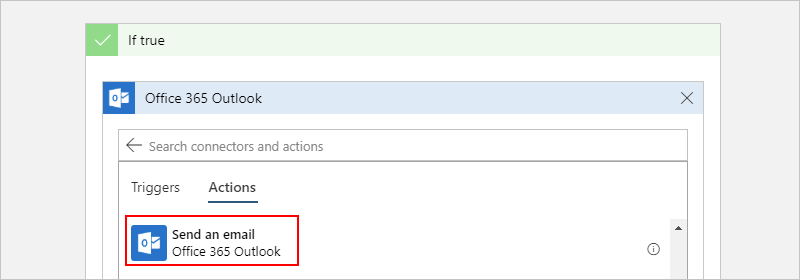 If true
Office 365 Outlook
Search connectors and actions
Triggers Actions
Send an email
Office 365 Outlook